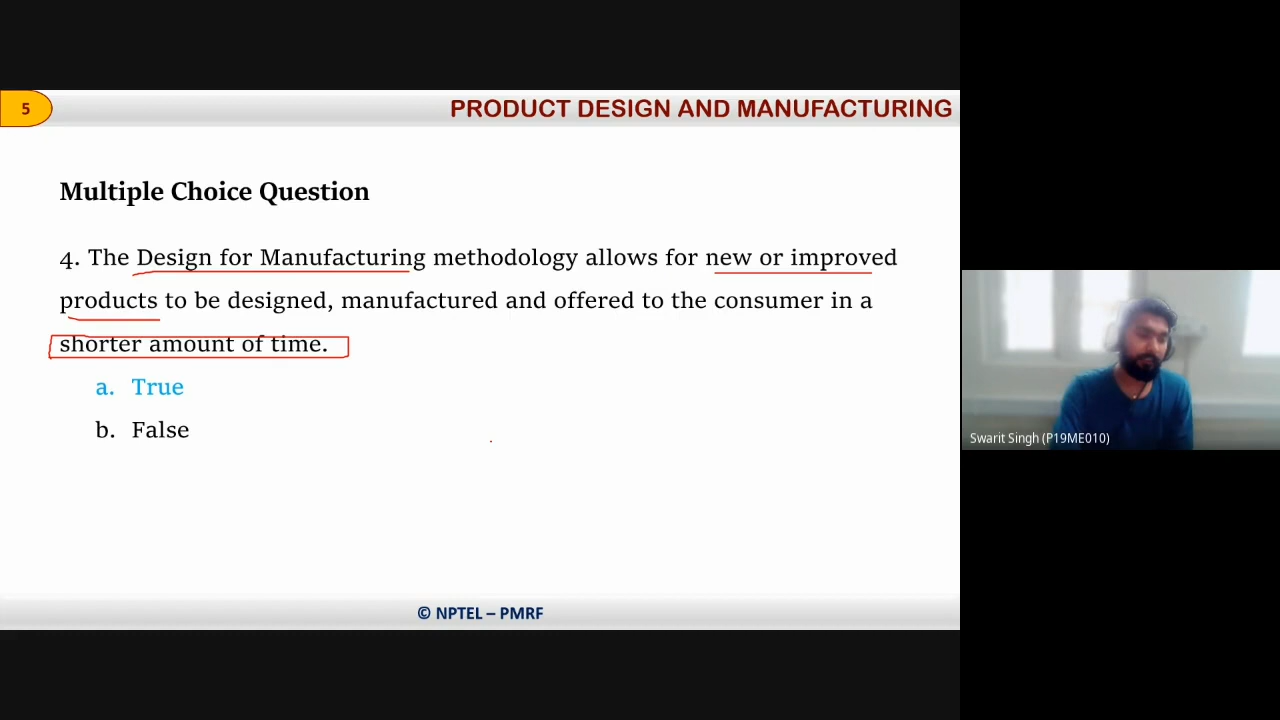 5
PRODUCT DESIGN AND MANUFACTURING
Multiple Choice Question
4. The Design for Manufacturing methodology allows for new or improved
products to be designed, manufactured and offered to the consumer in a
shorter amount of time.
a. True
b. False
Swarit Singh (P19ME010)
© NPTEL – PMRF